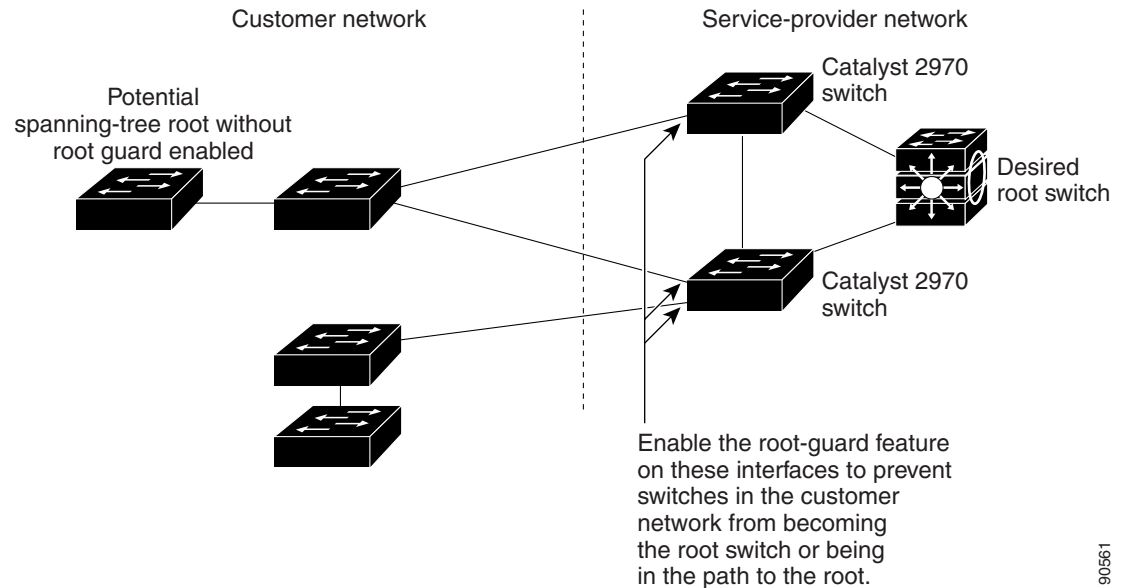 Customer network
Service-provider network
Potential
spanning-tree root without
root guard enabled
Catalyst 2970
switch
Desired
root switch
Catalyst 2970
switch
Enable the root-guard feature
on these interfaces to prevent
switches in the customer
network from becoming
the root switch or being
in the path to the root.
90561